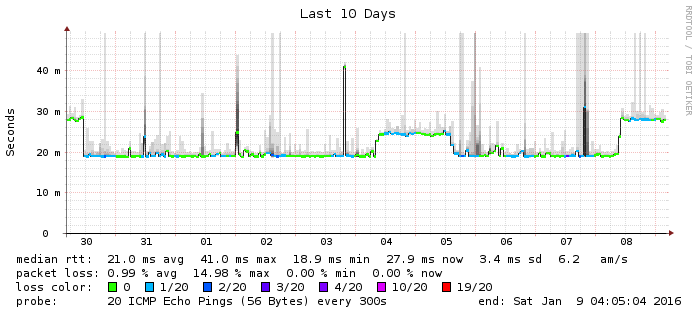 Last 10 Days
RRDTOOL / TOBI OETIKER
Seconds
40 m
30 m
20 m
10 m
0
30 31 01 02 03 04 05 06 07 08
median rtt: 21.0 ms avg 41.0 ms max 18.9 ms min 27.9 ms now 3.4 ms sd 6.2 am/s
packet loss: 0.99 % avg 14.98 % max 0.00 % min 0.00 % now
loss color: 0 1/20 2/20 3/20 4/20 10/20 19/20
probe: 20 ICMP Echo Pings (56 Bytes) every 300s end: Sat Jan 9 04:05:04 2016